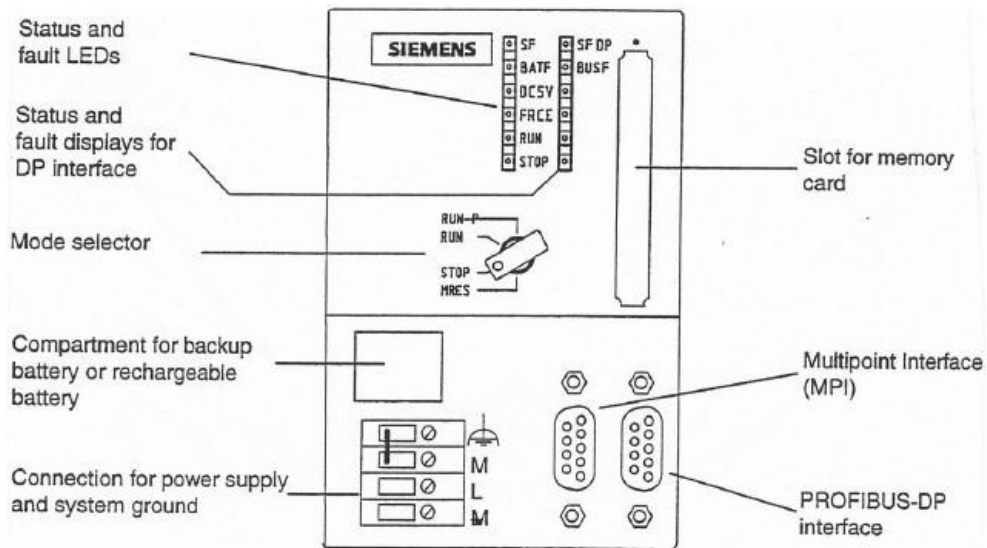 Status and
fault LEDs
SIEMENS
SF
BATF
DCSV
FRCE
RUN
STOP
SF DP
BUSF
Status and
fault displays for
DP interface
Slot for memory
card
Mode selector
RUN-P
RUN
STOP
MRES
Compartment for backup
battery or rechargeable
battery
Multipoint Interface
(MPI)
Connection for power supply
and system ground
M
L
M
PROFIBUS-DP
interface